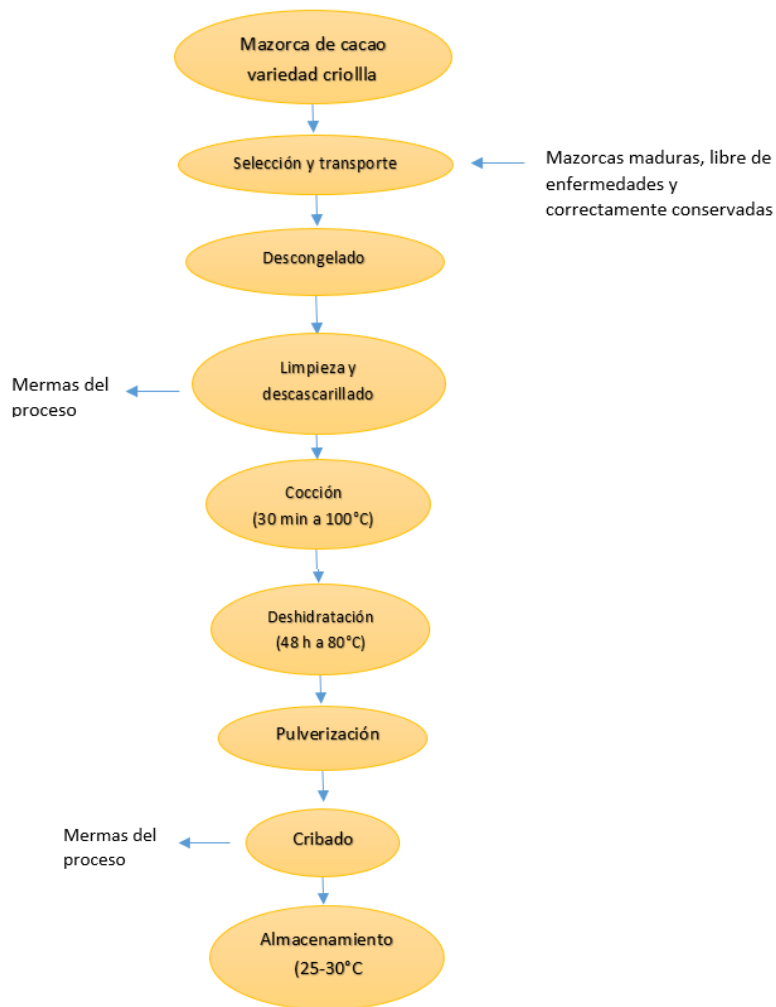 Mazorca de cacao
variedad criollla
Selección y transporte
Mazorcas maduras, libre de
enfermedades y
correctamente conservadas
Descongelado
Limpieza y
descascarillado
Mermas del
proceso
Cocción
(30 min a 100°C)
Deshidratación
(48 h a 80°C)
Pulverización
Cribado
Mermas del
proceso
Almacenamiento
(25-30°C